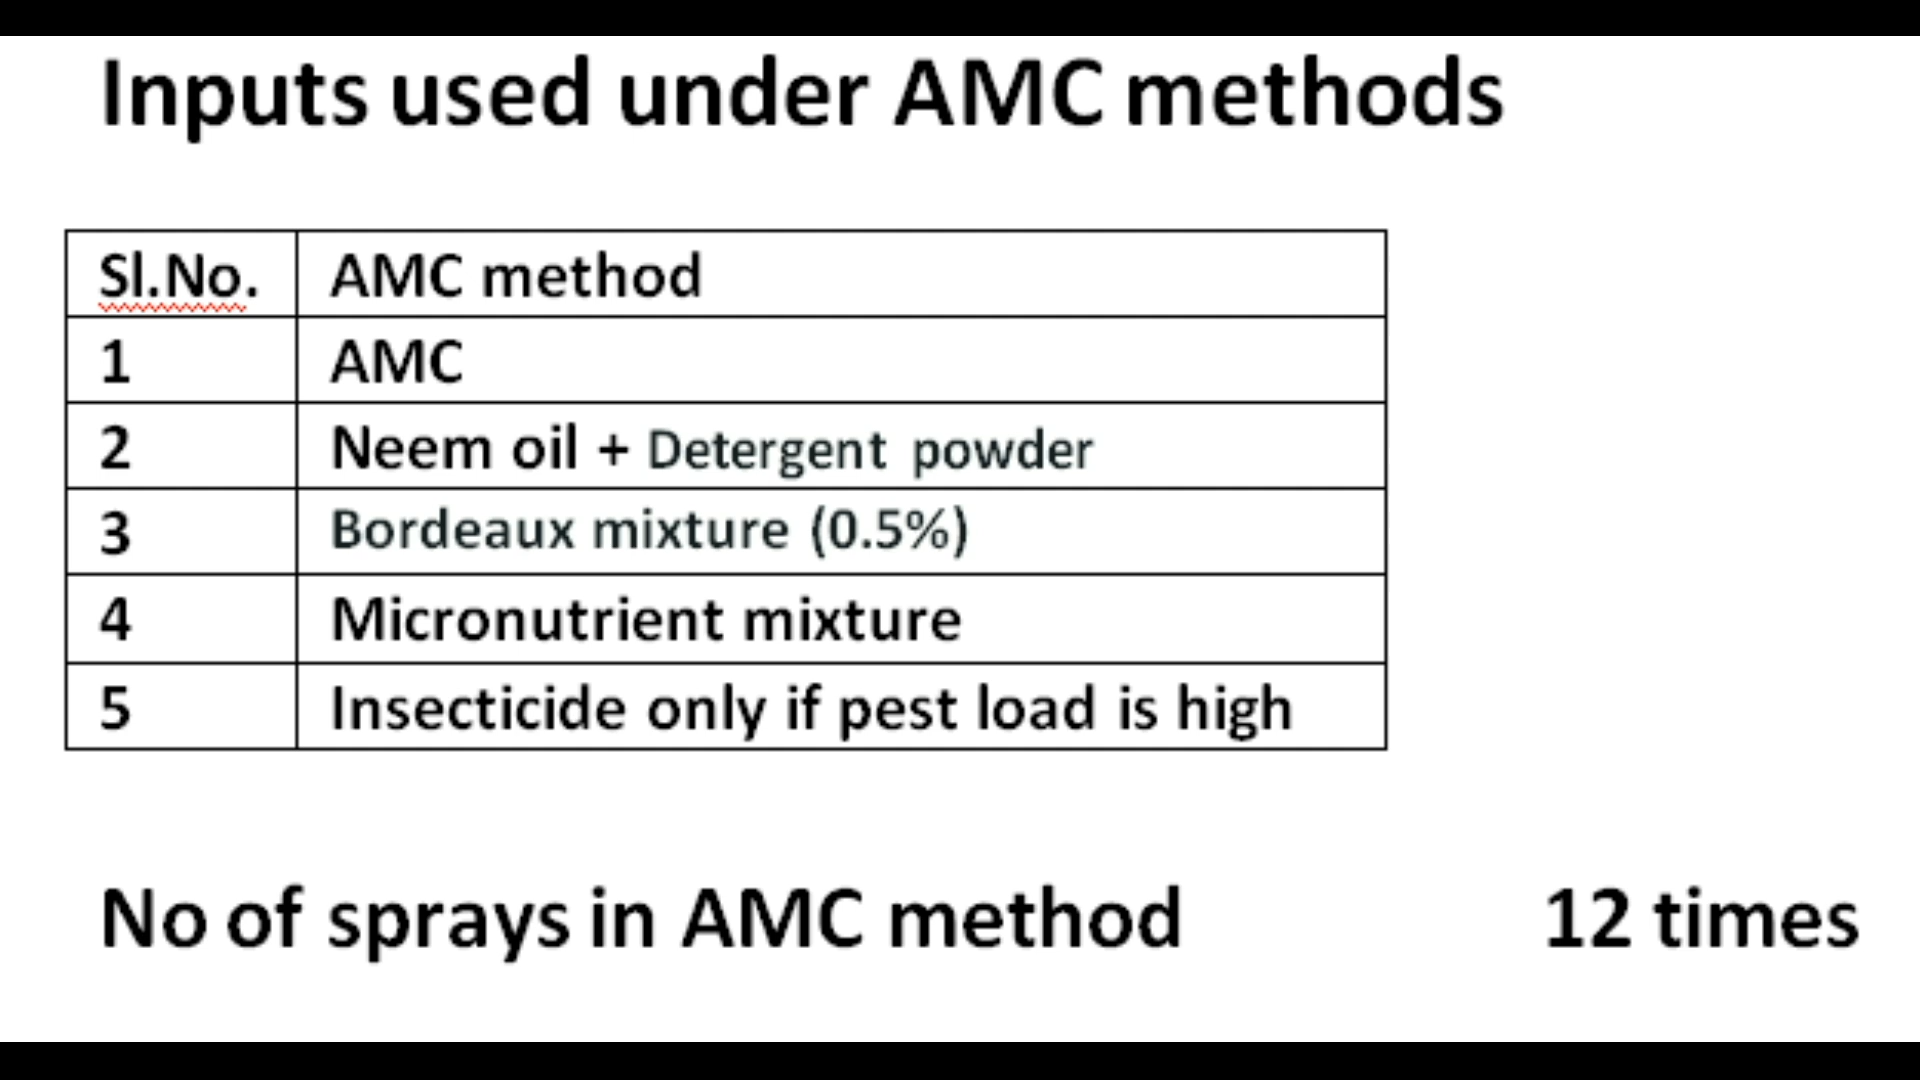 Inputs used under AMC methods
Sl.No. AMC method
1 AMC
2 Neem oil + Detergent powder
3 Bordeaux mixture (0.5%)
4 Micronutrient mixture
5 Insecticide only if pest load is high
No of sprays in AMC method 12 times